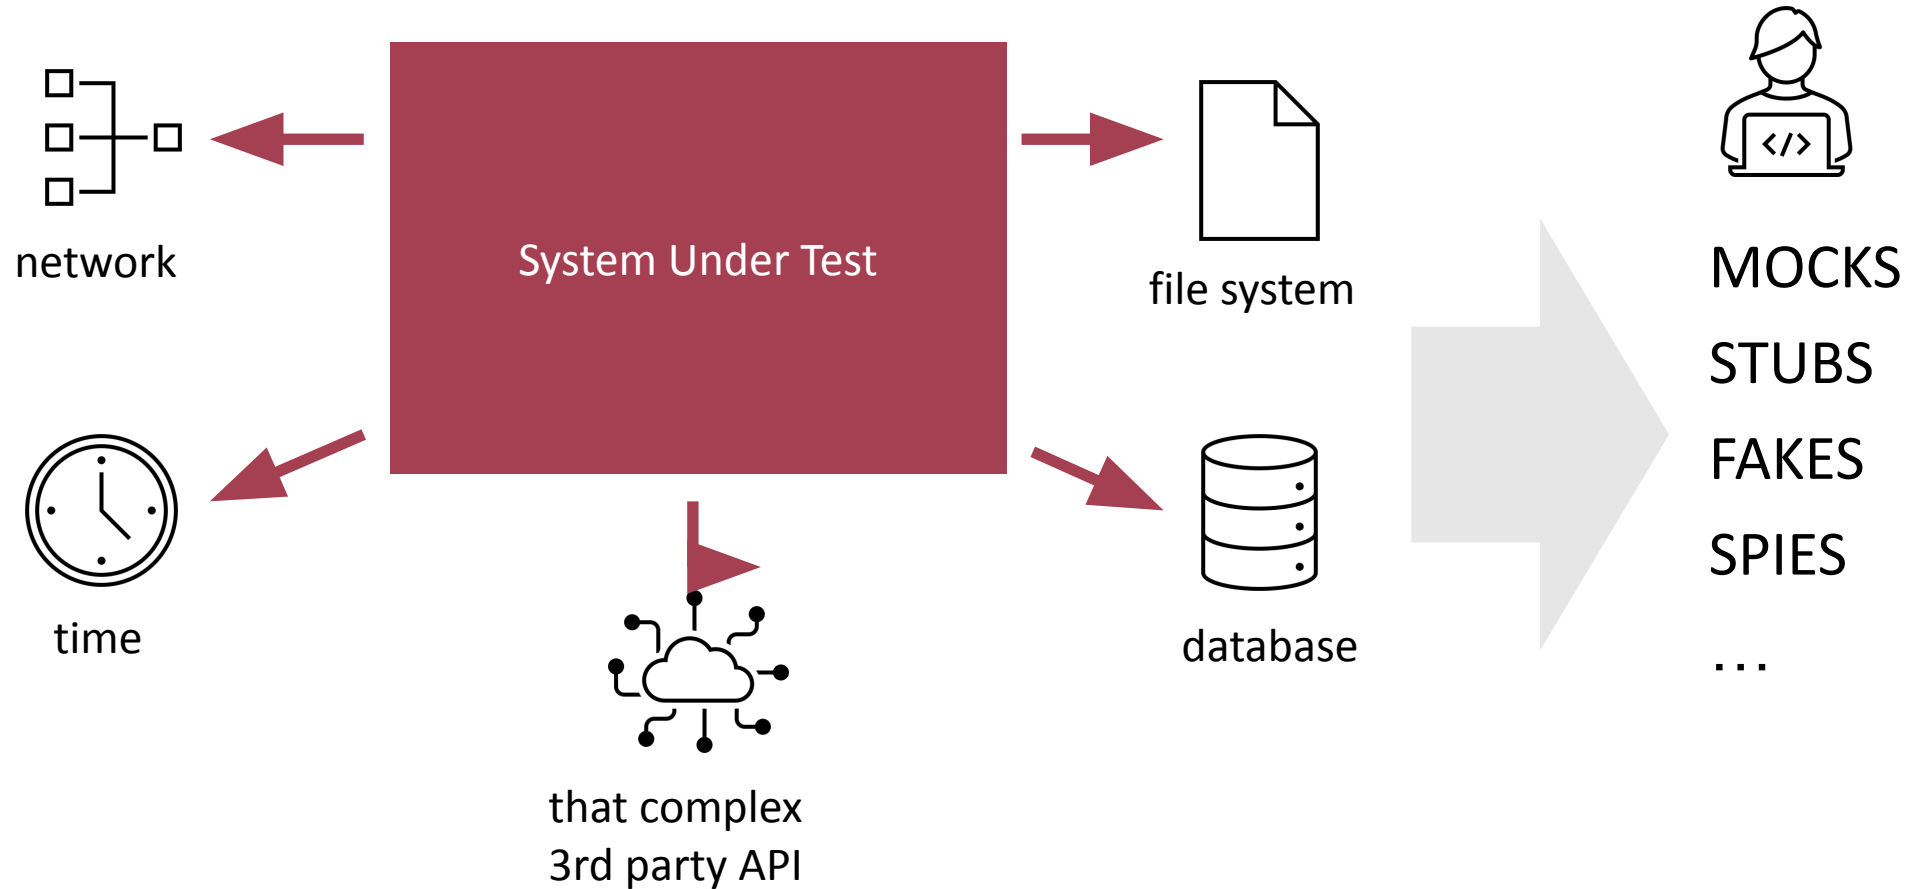 network
System Under Test
file system
time
database
that complex
3rd party API
</>
MOCKS
STUBS
FAKES
SPIES
...